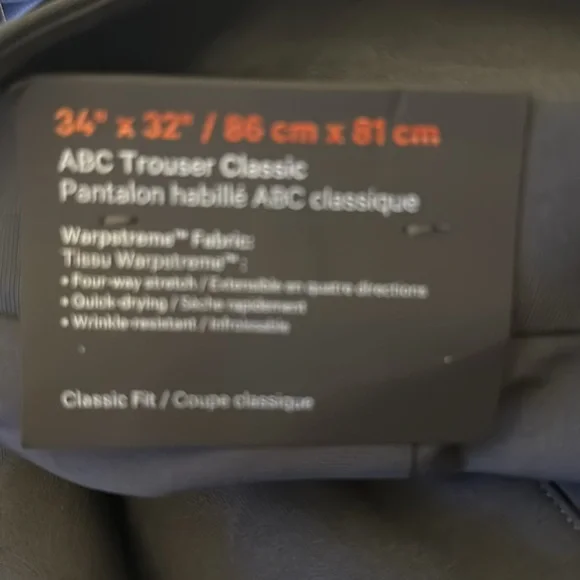 34" x 32" / 86 cm x 81 cm
ABC Trouser Classic
Pantalon habillé ABC classique
Warpstreme™ Fabric:
Tissu Warpstreme™ :
• Four-way stretch / Extensible en quatre directions
• Quick-drying / Sèche rapidement
• Wrinkle-resistant / Infroissable
Classic Fit / Coupe classique